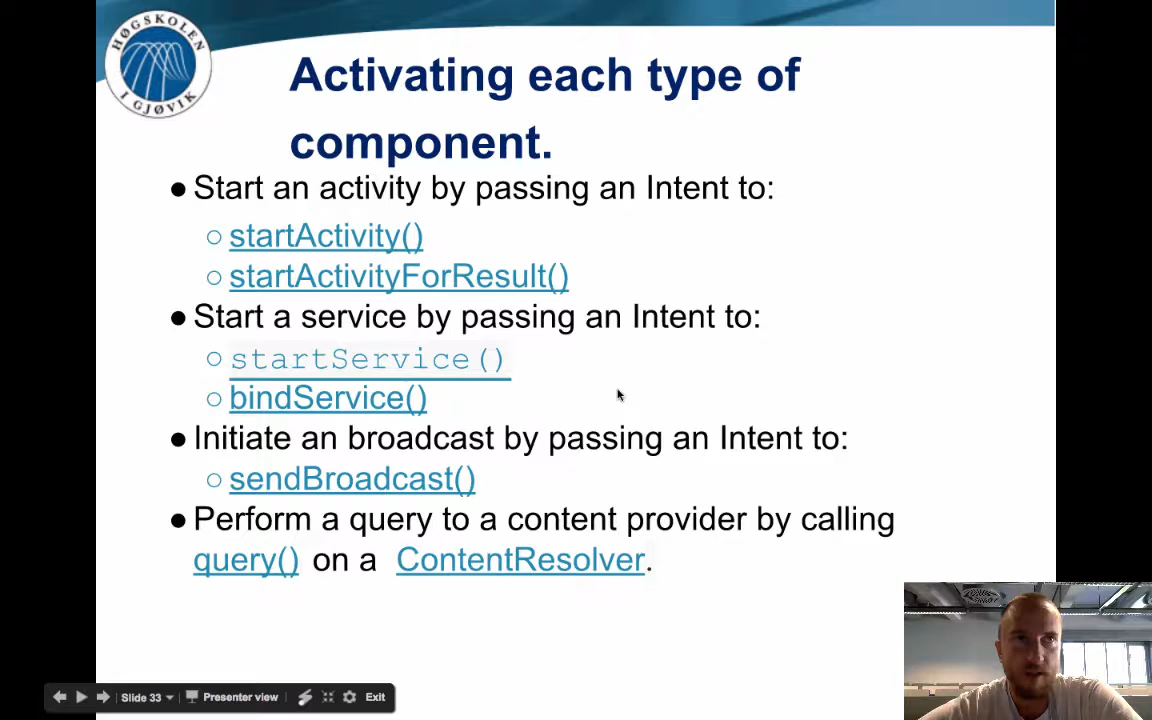 HØGSKOLEN
I GJØVIK
Activating each type of
component.
● Start an activity by passing an Intent to:
○ startActivity()
○ startActivityForResult()
● Start a service by passing an Intent to:
○ startService()
○ bindService()
● Initiate an broadcast by passing an Intent to:
○ sendBroadcast()
● Perform a query to a content provider by calling
query() on a ContentResolver.
Slide 33 Presenter view Exit